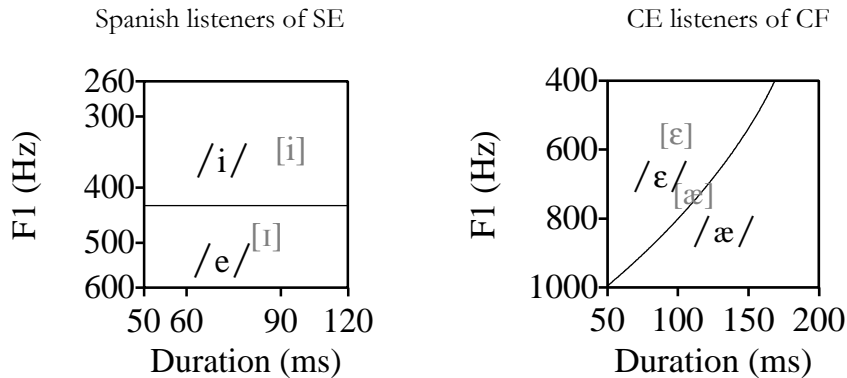 Spanish listeners of SE
260
300
400
500
600
F1 (Hz)
/i/ [i]
/e/ [ɪ]
50 60 90 120
Duration (ms)
CE listeners of CF
400
600
800
1000
F1 (Hz)
[ɛ]
/ɛ/
[æ]
/æ/
50 100 150 200
Duration (ms)